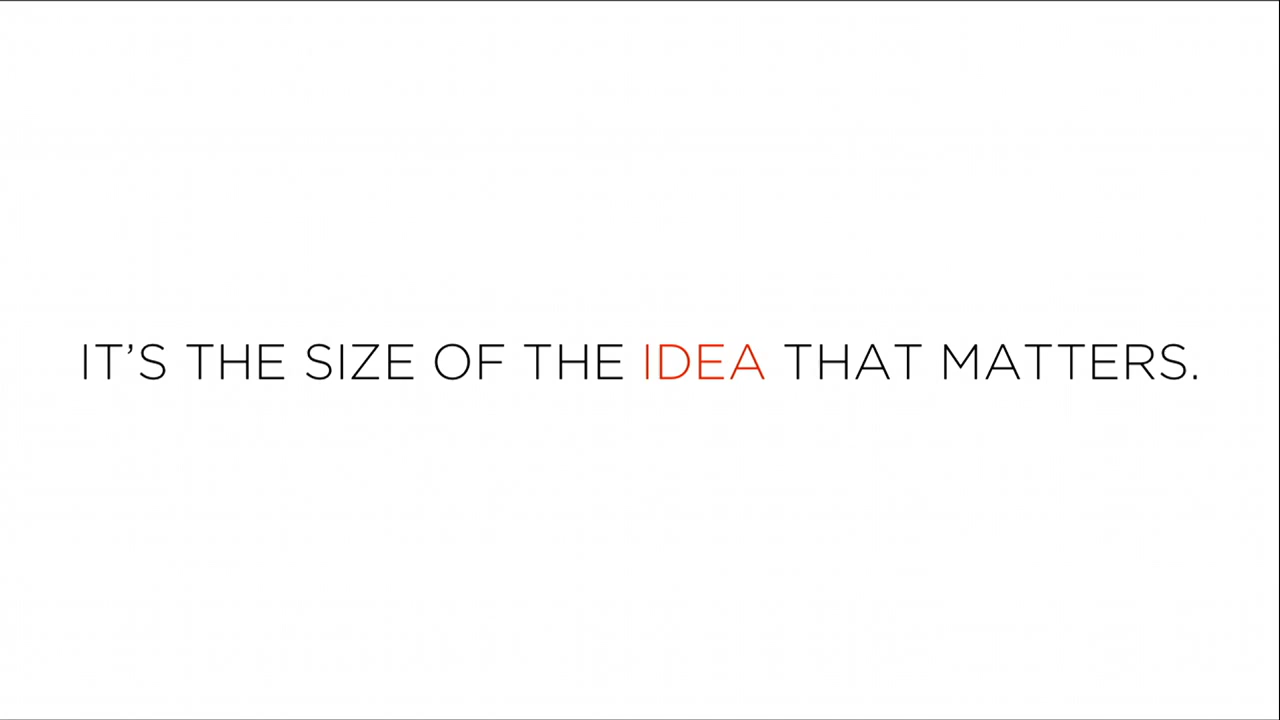 IT’S THE SIZE OF THE IDEA THAT MATTERS.